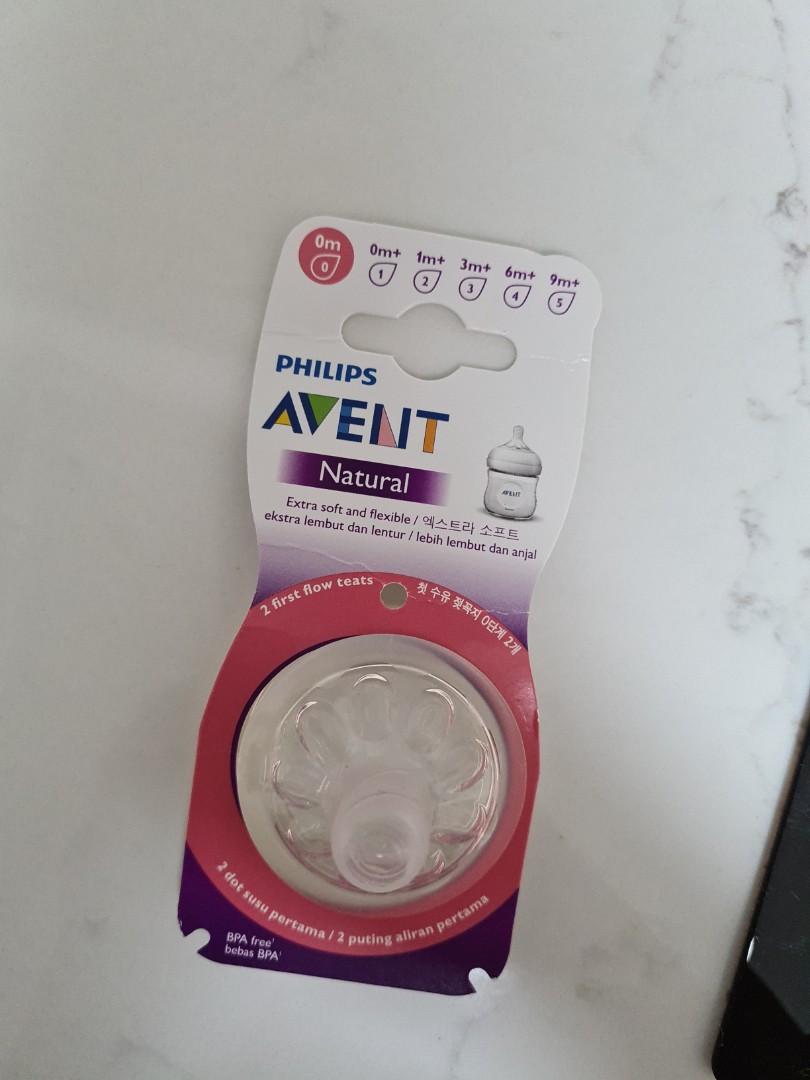 0m 0m+ 1m+ 3m+ 6m+ 9m+
0 1 2 3 4 5
PHILIPS
AVENT
Natural
AVENT
Extra soft and flexible / 엑스트라 소프트
ekstra lembut dan lentur / lebih lembut dan anjal
2 first flow teats
첫 수유 젖꼭지 0단계 2개
2 dot susu pertama / 2 puting aliran pertama
BPA free¹
bebas BPA¹